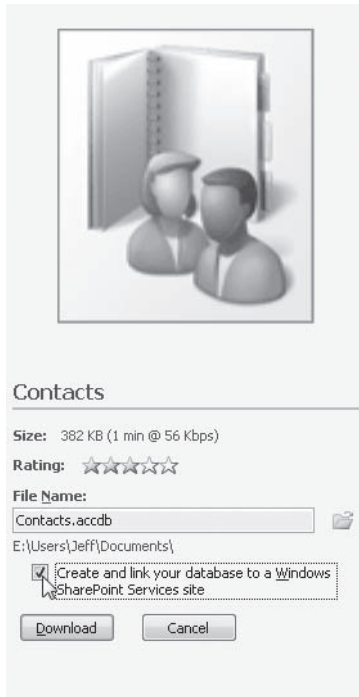 Contacts
Size: 382 KB (1 min @ 56 Kbps)
Rating:
File Name:
Contacts.accdb
E:\Users\Jeff\Documents\
Create and link your database to a Windows
SharePoint Services site
Download Cancel